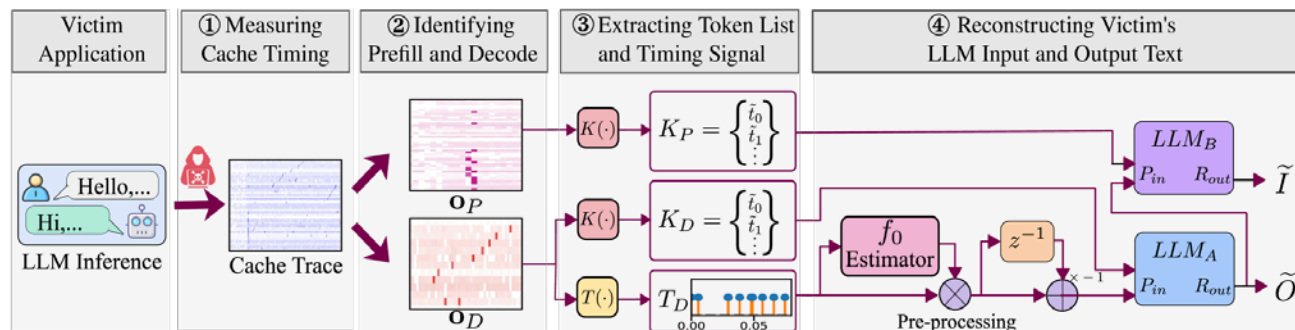 Victim
Application
① Measuring
Cache Timing
② Identifying
Prefill and Decode
③ Extracting Token List
and Timing Signal
④ Reconstructing Victim's
LLM Input and Output Text
Hello,...
Hi,...
LLM Inference
Cache Trace
O_P
O_D
K(·)
K_P = { t̃_0 t̃_1 ⋮ }
K(·)
K_D = { t̃_0 t̃_1 ⋮ }
T(·)
T_D
0.00 0.05
f_0
Estimator
z⁻¹
× −1
Pre-processing
LLM_B
P_in R_out
Ĩ
LLM_A
P_in R_out
Õ